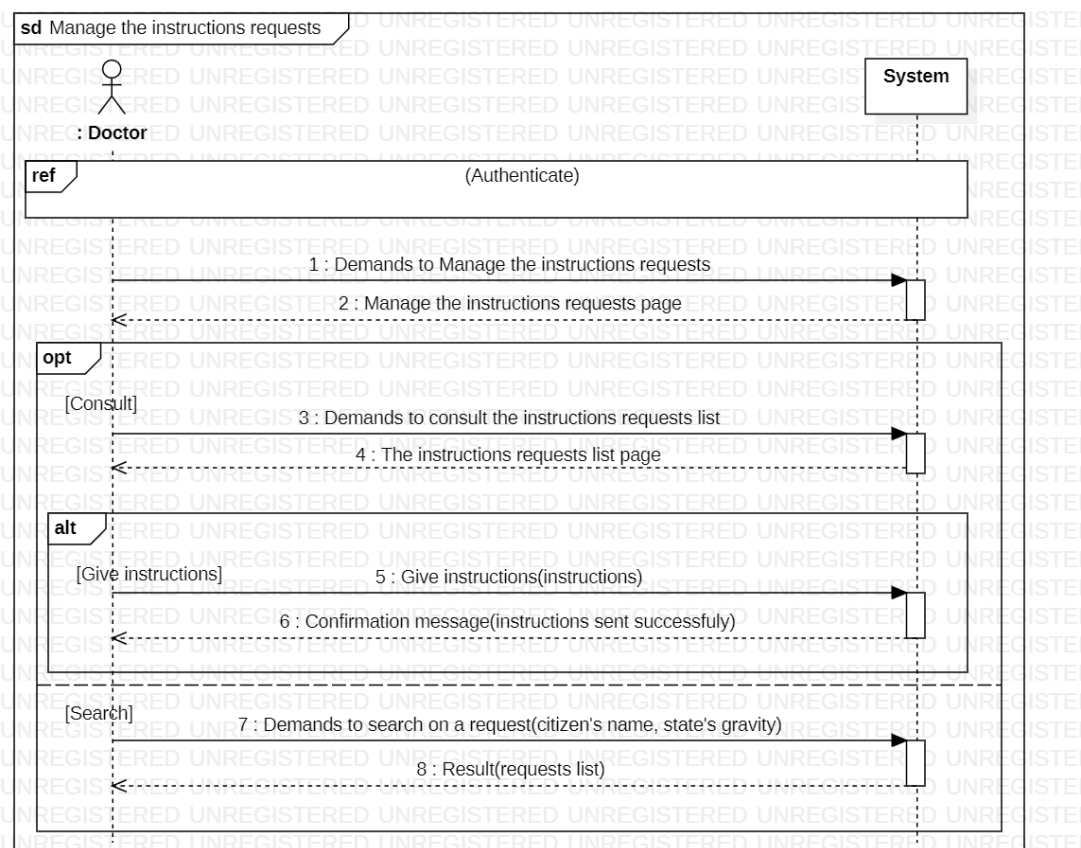 sd Manage the instructions requests
System
: Doctor
ref
(Authenticate)
1 : Demands to Manage the instructions requests
2 : Manage the instructions requests page
opt
[Consult]
3 : Demands to consult the instructions requests list
4 : The instructions requests list page
alt
[Give instructions]
5 : Give instructions(instructions)
6 : Confirmation message(instructions sent successfuly)
[Search]
7 : Demands to search on a request(citizen's name, state's gravity)
8 : Result(requests list)
UNREGISTERED